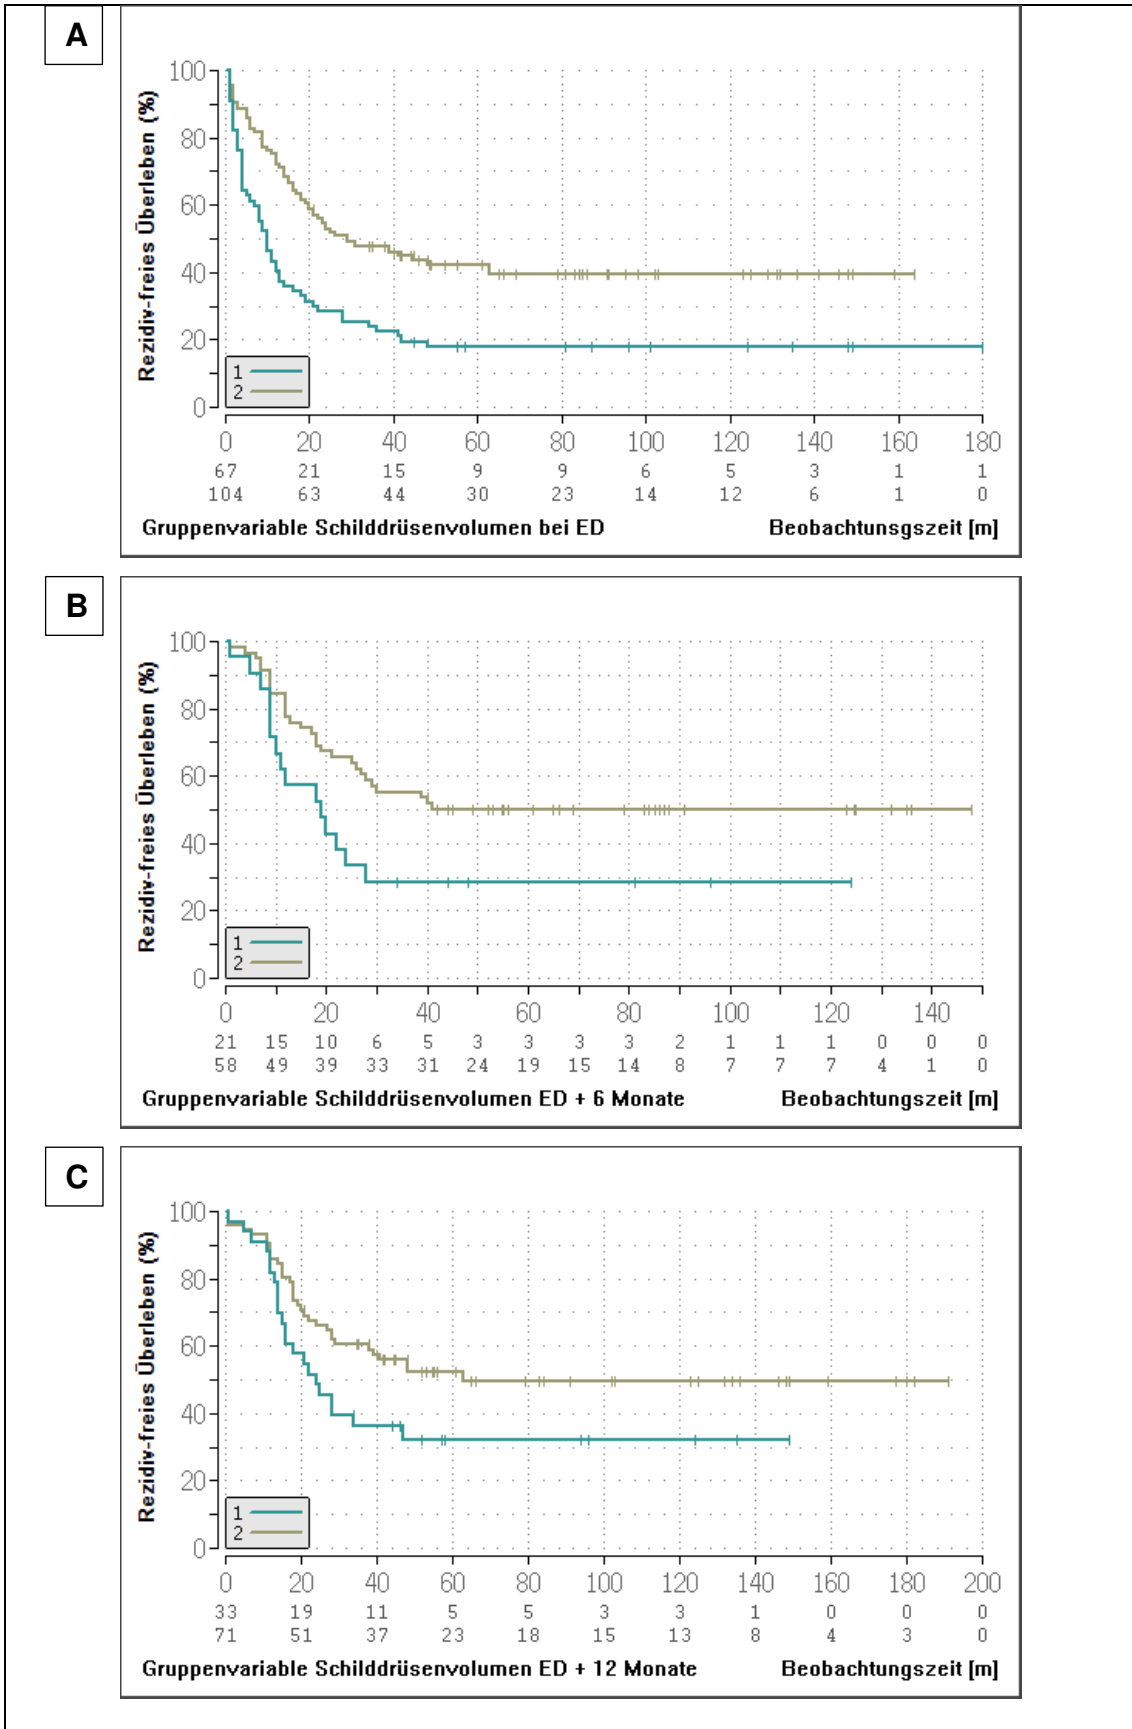 A
Rezidiv-freies Überleben (%)
100
80
60
40
20
0
1
2
0 20 40 60 80 100 120 140 160 180
67 21 15 9 9 6 5 3 1 1
104 63 44 30 23 14 12 6 1 0
Gruppenvariable Schilddrüsenvolumen bei ED Beobachtunsgszeit [m]
B
Rezidiv-freies Überleben (%)
100
80
60
40
20
0
1
2
0 20 40 60 80 100 120 140
21 15 10 6 5 3 3 3 3 2 1 1 1 0 0 0
58 49 39 33 31 24 19 15 14 8 7 7 7 4 1 0
Gruppenvariable Schilddrüsenvolumen ED + 6 Monate Beobachtungszeit [m]
C
Rezidiv-freies Überleben (%)
100
80
60
40
20
0
1
2
0 20 40 60 80 100 120 140 160 180 200
33 19 11 5 5 3 3 1 0 0 0
71 51 37 23 18 15 13 8 4 3 0
Gruppenvariable Schilddrüsenvolumen ED + 12 Monate Beobachtungszeit [m]